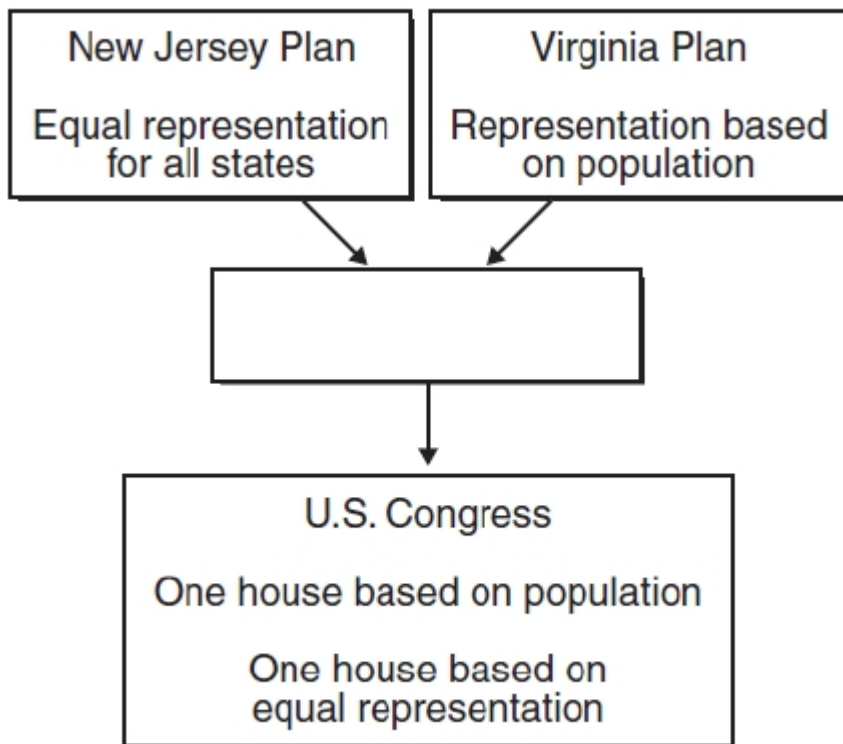 New Jersey Plan
Equal representation
for all states
Virginia Plan
Representation based
on population
U.S. Congress
One house based on population
One house based on
equal representation